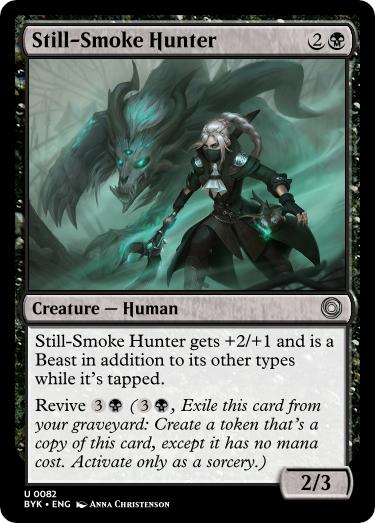 Still-Smoke Hunter 2
Creature — Human
Still-Smoke Hunter gets +2/+1 and is a
Beast in addition to its other types
while it's tapped.
Revive 3 (3, Exile this card from
your graveyard: Create a token that's a
copy of this card, except it has no mana
cost. Activate only as a sorcery.)
2/3
U 0082
BYK • ENG Anna Christenson